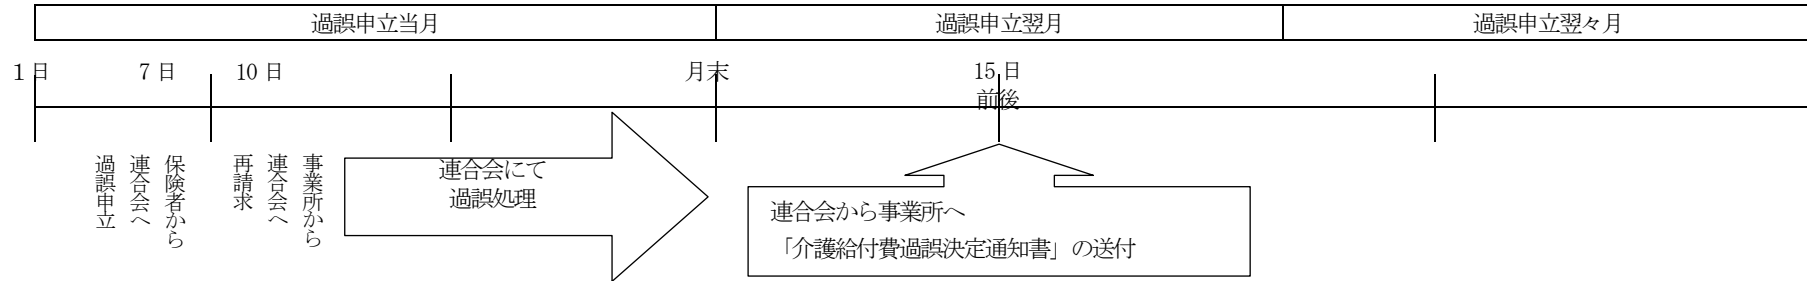 過誤申立当月
過誤申立翌月
過誤申立翌々月
1日
7日
10日
月末
15日
前後
保険者から
連合会へ
過誤申立
事業所から
連合会へ
再請求
連合会にて
過誤処理
連合会から事業所へ
「介護給付費過誤決定通知書」の送付